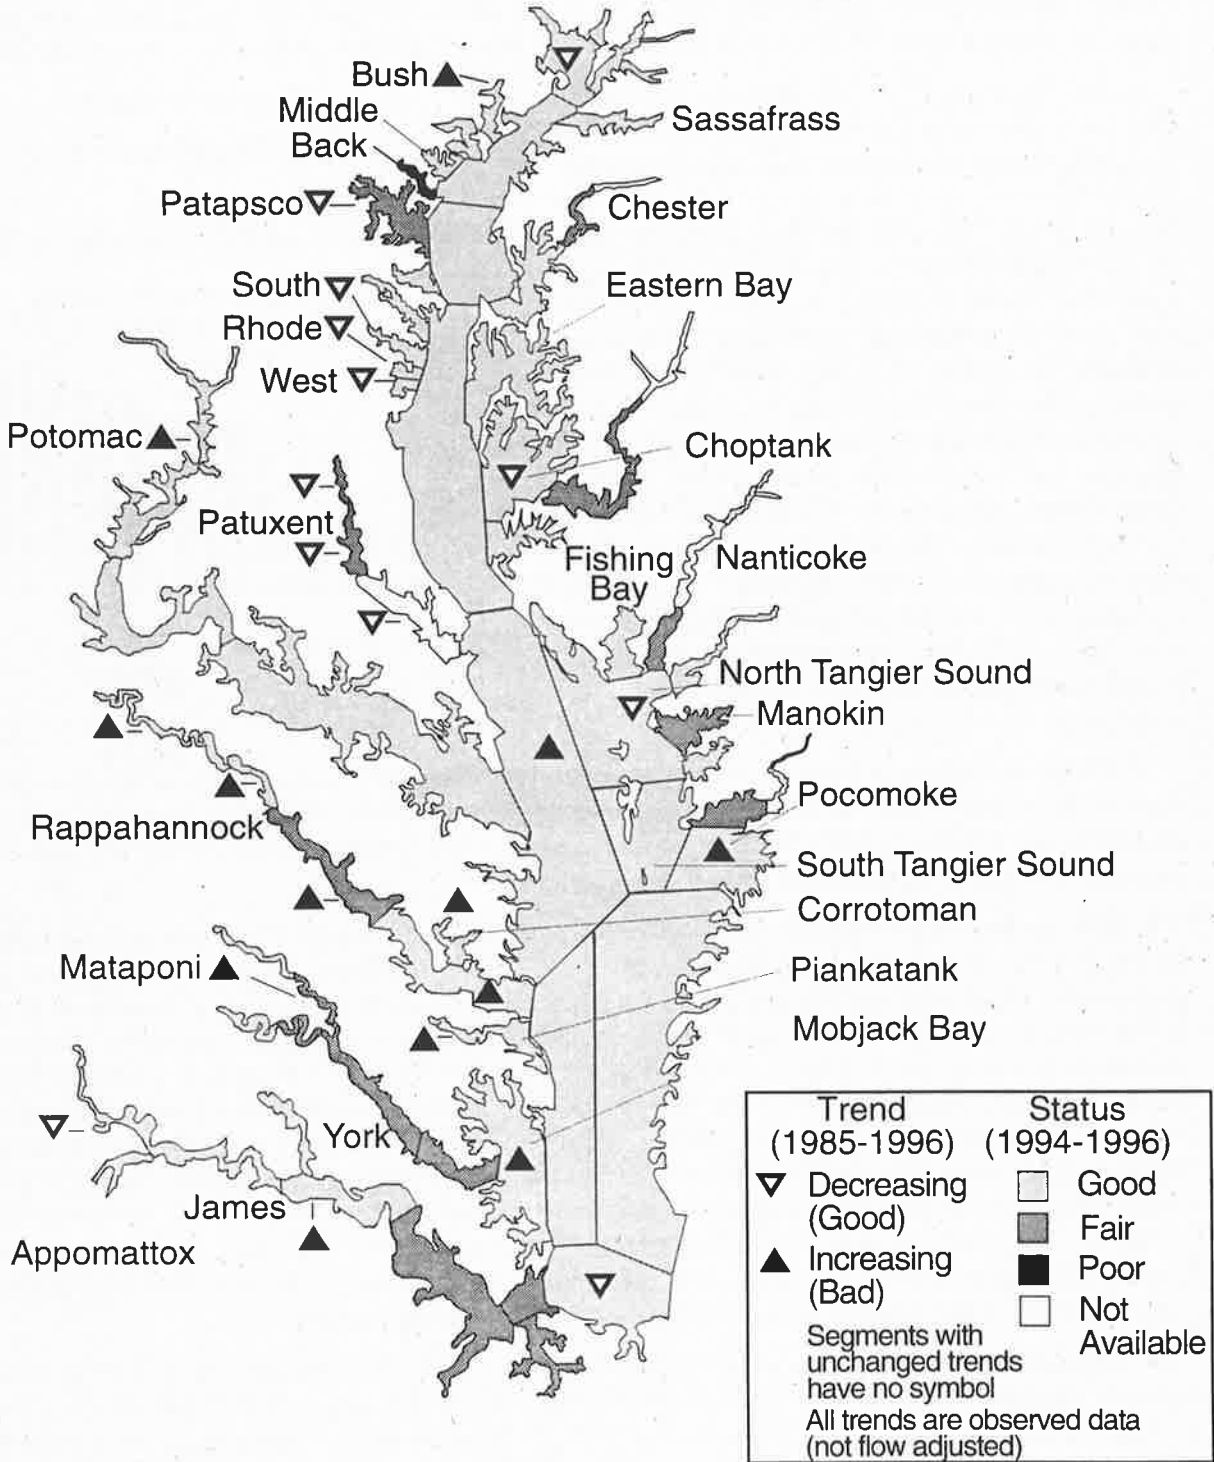 Bush
Middle
Back
Sassafrass
Patapsco
Chester
South
Eastern Bay
Rhode
West
Potomac
Choptank
Patuxent
Fishing
Bay
Nanticoke
North Tangier Sound
Manokin
Pocomoke
Rappahannock
South Tangier Sound
Corrotoman
Mataponi
Piankatank
Mobjack Bay
York
James
Appomattox
Trend
(1985-1996)
Decreasing
(Good)
Increasing
(Bad)
Segments with
unchanged trends
have no symbol
All trends are observed data
(not flow adjusted)
Status
(1994-1996)
Good
Fair
Poor
Not
Available